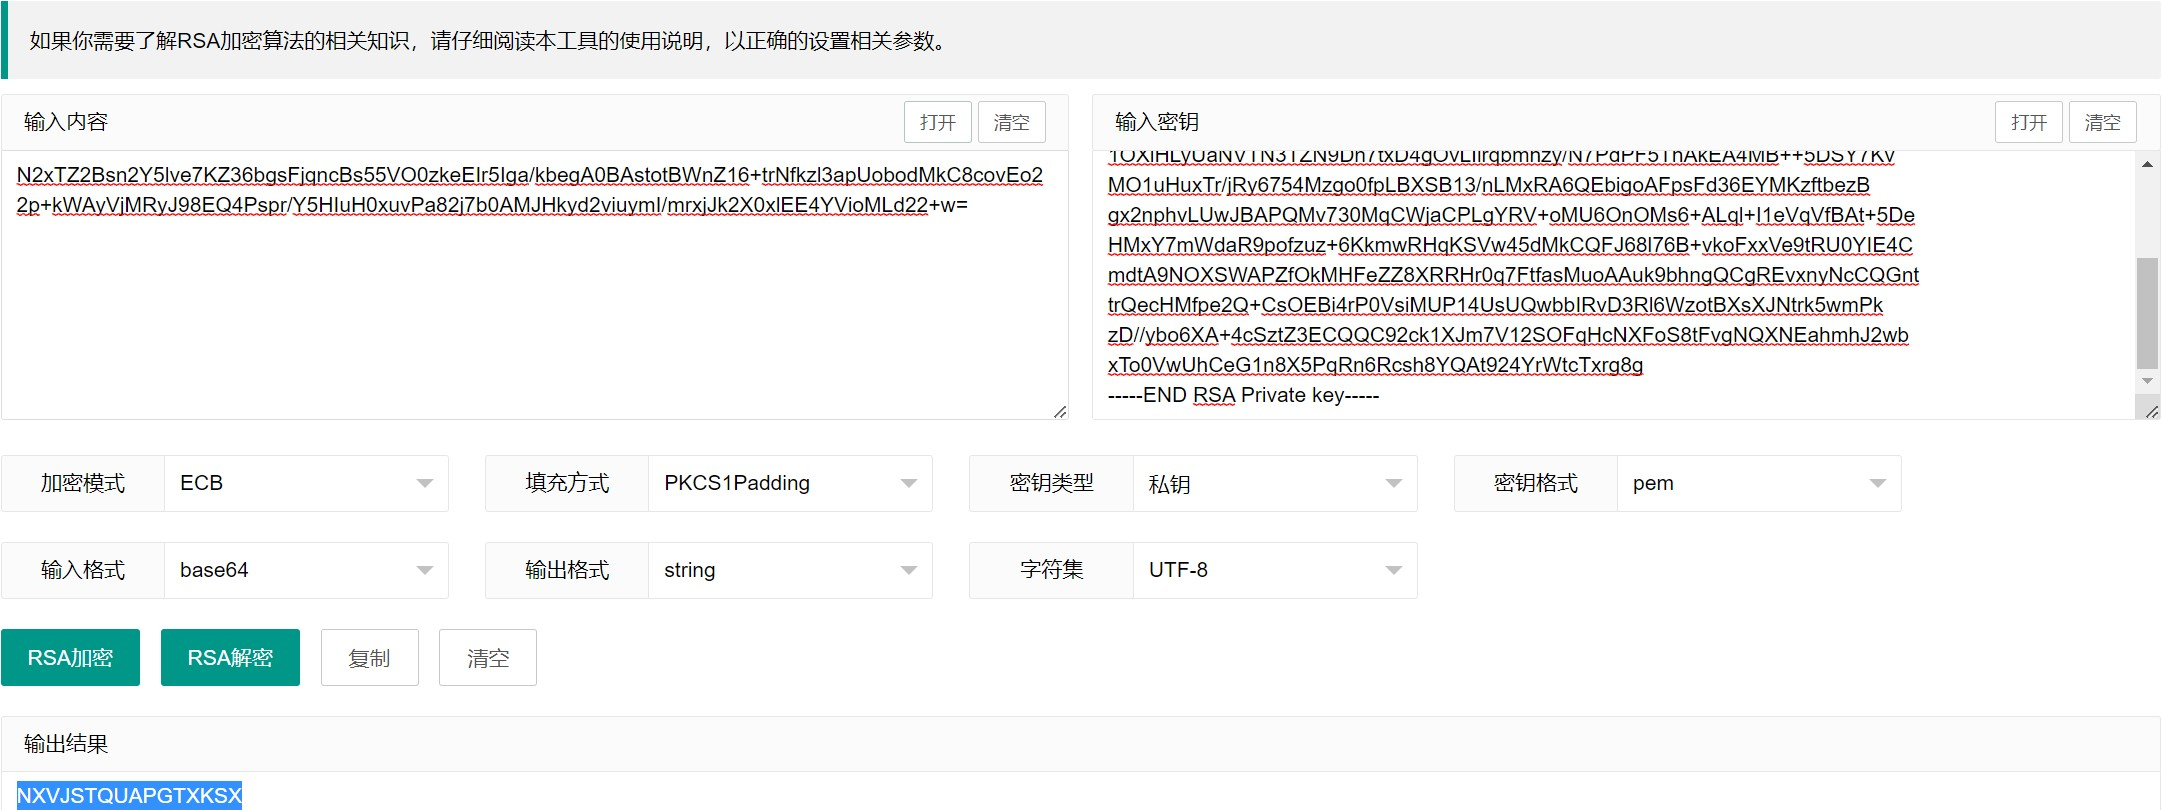 如果你需要了解RSA加密算法的相关知识，请仔细阅读本工具的使用说明，以正确的设置相关参数。
输入内容
打开
清空
N2xTZ2Bsn2Y5lve7KZ36bgsFjqncBs55VO0zkeEIr5Iga/kbegA0BAstotBWnZ16+trNfkzl3apUobodMkC8covEo2
2p+kWAyVjMRyJ98EQ4Pspr/Y5HIuH0xuvPa82j7b0AMJHkyd2viuymI/mrxjJk2X0xlEE4YVioMLd22+w=
输入密钥
打开
清空
MO1uHuxTr/jRy6754Mzgo0fpLBXSB13/nLMxRA6QEbigoAFpsFd36EYMKzftbezB
gx2nphvLUwJBAPQMv730MqCWjaCPLgYRV+oMU6OnOMs6+ALql+I1eVqVfBAt+5De
HMxY7mWdaR9pofzuz+6KkmwRHqKSVw45dMkCQFJ68l76B+vkoFxxVe9tRU0YIE4C
mdtA9NOXSWAPZfOkMHFeZZ8XRRHr0q7FtfasMuoAAuk9bhngQCgREvxnyNcCQGnt
trQecHMfpe2Q+CsOEBi4rP0VsiMUP14UsUQwbbIRvD3Rl6WzotBXsXJNtrk5wmPk
zD//ybo6XA+4cSztZ3ECQQC92ck1XJm7V12SOFqHcNXFoS8tFvgNQXNEahmhJ2wb
xTo0VwUhCeG1n8X5PqRn6Rcsh8YQAt924YrWtcTxrg8g
-----END RSA Private key-----
加密模式
ECB
填充方式
PKCS1Padding
密钥类型
私钥
密钥格式
pem
输入格式
base64
输出格式
string
字符集
UTF-8
RSA加密
RSA解密
复制
清空
输出结果
NXVJSTQUAPGTXKSX